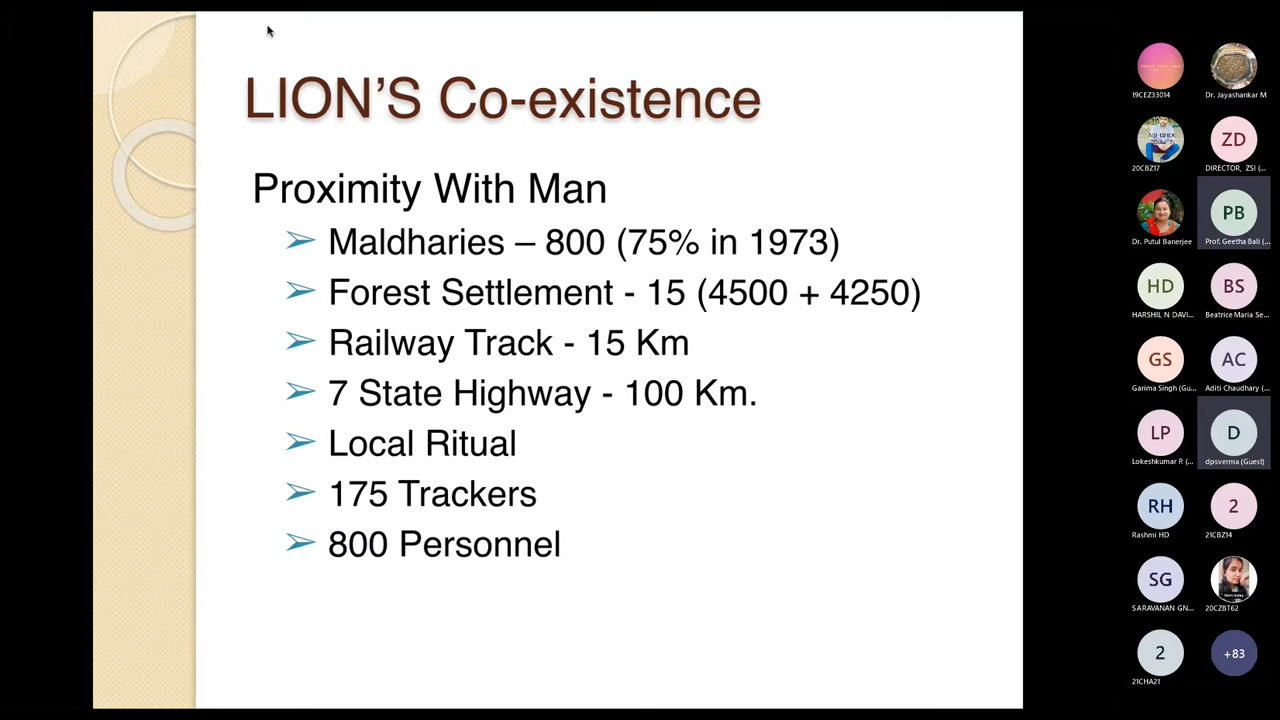 LION'S Co-existence
Proximity With Man
➢ Maldharies – 800 (75% in 1973)
➢ Forest Settlement - 15 (4500 + 4250)
➢ Railway Track - 15 Km
➢ 7 State Highway - 100 Km.
➢ Local Ritual
➢ 175 Trackers
➢ 800 Personnel
19CEZ33014
Dr. Jayashankar M
20CBZ17
ZD
DIRECTOR, ZSI (...
Dr. Putul Banerjee
PB
Prof. Geetha Bali (...
HD
HARSHIL N DAVI...
BS
Beatrice Maria Se...
GS
Garima Singh (Gu...
AC
Aditi Chaudhary (...
LP
Lokeshkumar P. (...
D
dpsverma (Guest)
RH
Rashmi HD
2
21CBZ14
SG
SARAVANAN GN...
20CZBT62
2
21CHA21
+83